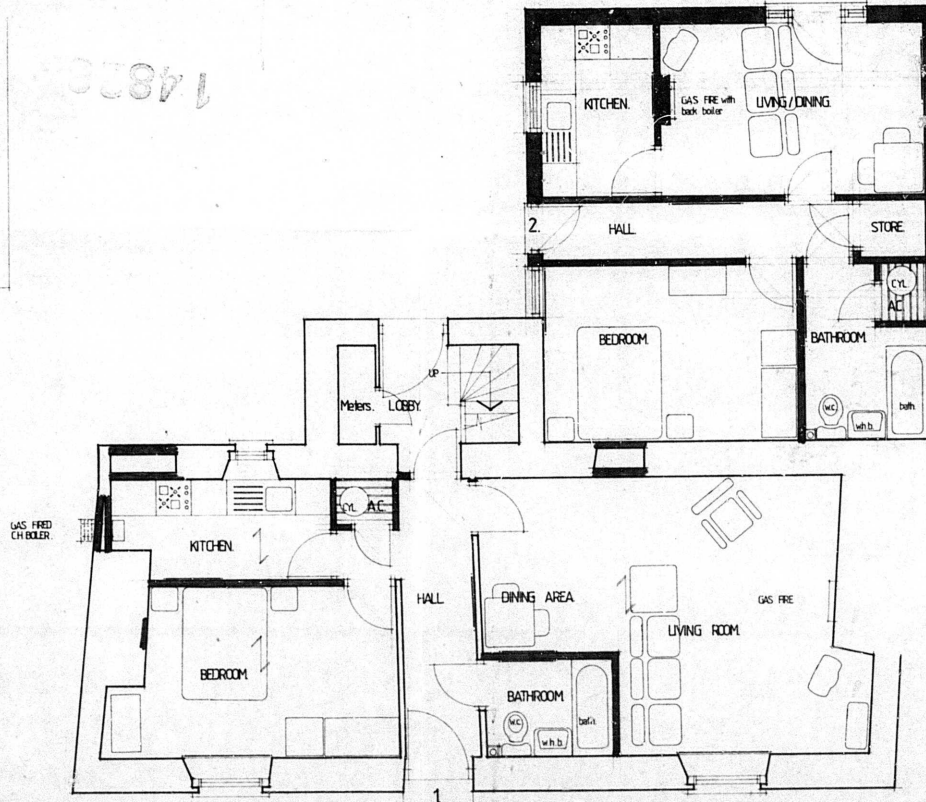 14828
KITCHEN.
GAS FIRE with
back boiler
LIVING / DINING.
2.
HALL.
STORE.
CYL.
A.C.
BEDROOM.
BATHROOM.
w.c.
w.h.b.
bath.
UP
Meters.
LOBBY.
GAS FIRED
C.H. BOILER.
KITCHEN.
CYL.
A.C.
HALL
DINING AREA
GAS FIRE
LIVING ROOM.
BEDROOM.
BATHROOM.
w.c.
w.h.b.
bath.
1